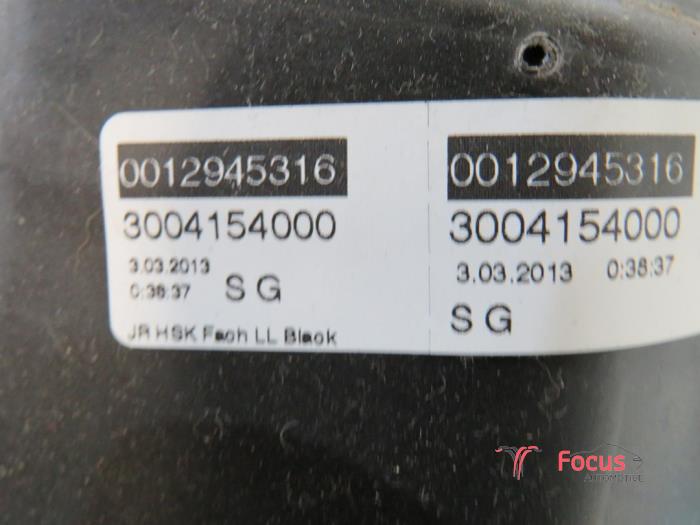 0012945316
3004154000
3.03.2013
0:38:37 S G
JR HSK Fach LL Black
0012945316
3004154000
3.03.2013 0:38:37
S G
Focus
AUTOMOTIVE